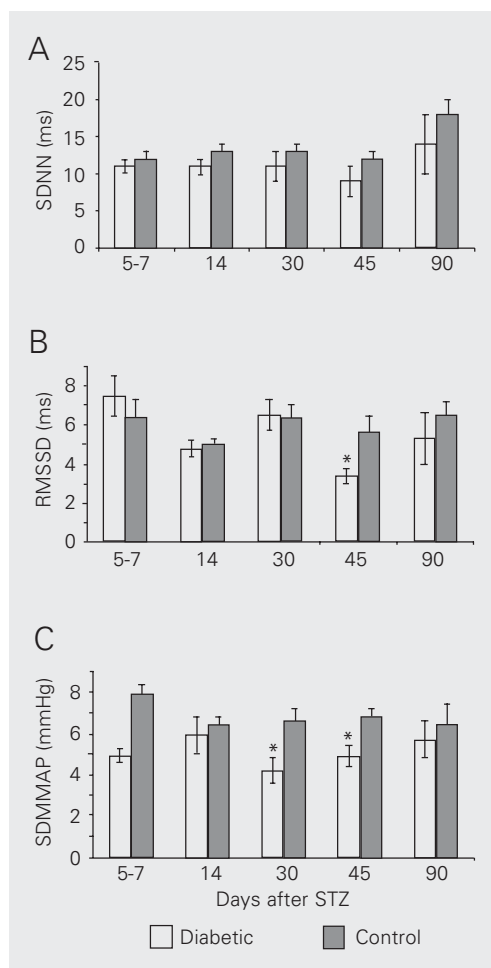 A
SDNN (ms)
25
20
15
10
5
0
5-7 14 30 45 90
B
RMSSD (ms)
8
6
4
2
0
*
5-7 14 30 45 90
C
SDMMAP (mmHg)
8
6
4
2
0
* *
5-7 14 30 45 90
Days after STZ
Diabetic Control